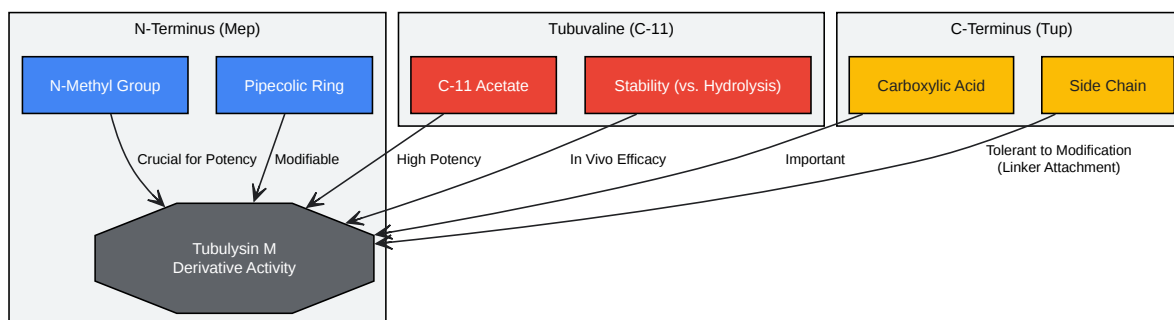 N-Terminus (Mep)
Tubuvaline (C-11)
C-Terminus (Tup)
N-Methyl Group
Pipecolic Ring
C-11 Acetate
Stability (vs. Hydrolysis)
Carboxylic Acid
Side Chain
Crucial for Potency
Modifiable
High Potency
In Vivo Efficacy
Important
Tolerant to Modification
(Linker Attachment)
Tubulysin M
Derivative Activity